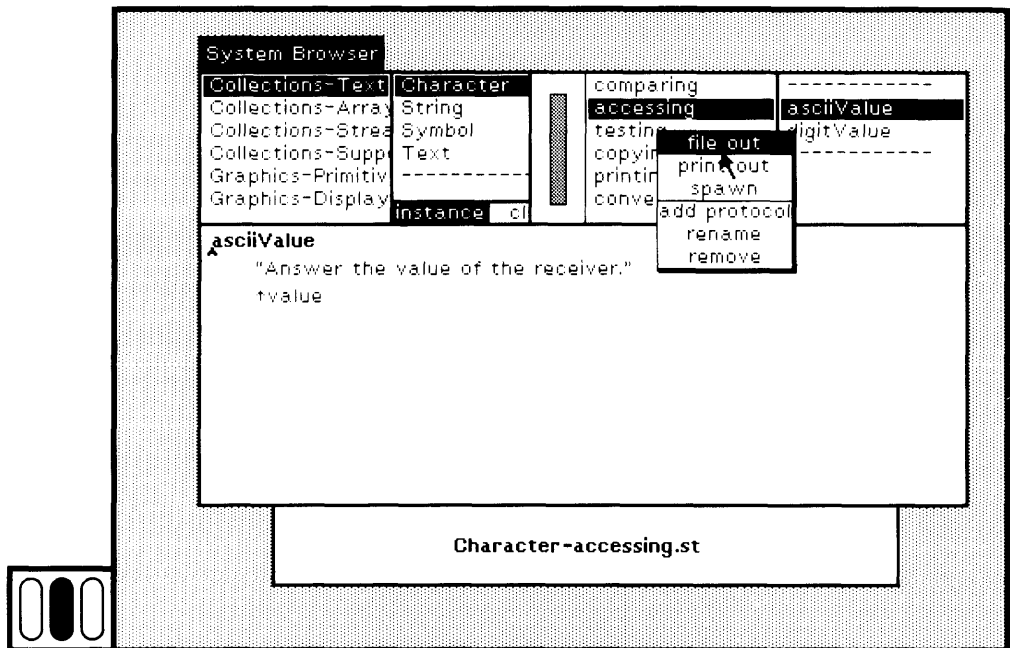 System Browser
Collections-Text
Collections-Array
Collections-Strea
Collections-Supp
Graphics-Primitiv
Graphics-Display
Character
String
Symbol
Text
------------
instance cl
comparing
accessing
testing
copyin
printin
conve
------------
asciiValue
digitValue
------------
file out
print out
spawn
add protocol
rename
remove
asciiValue
"Answer the value of the receiver."
↑value
Character-accessing.st